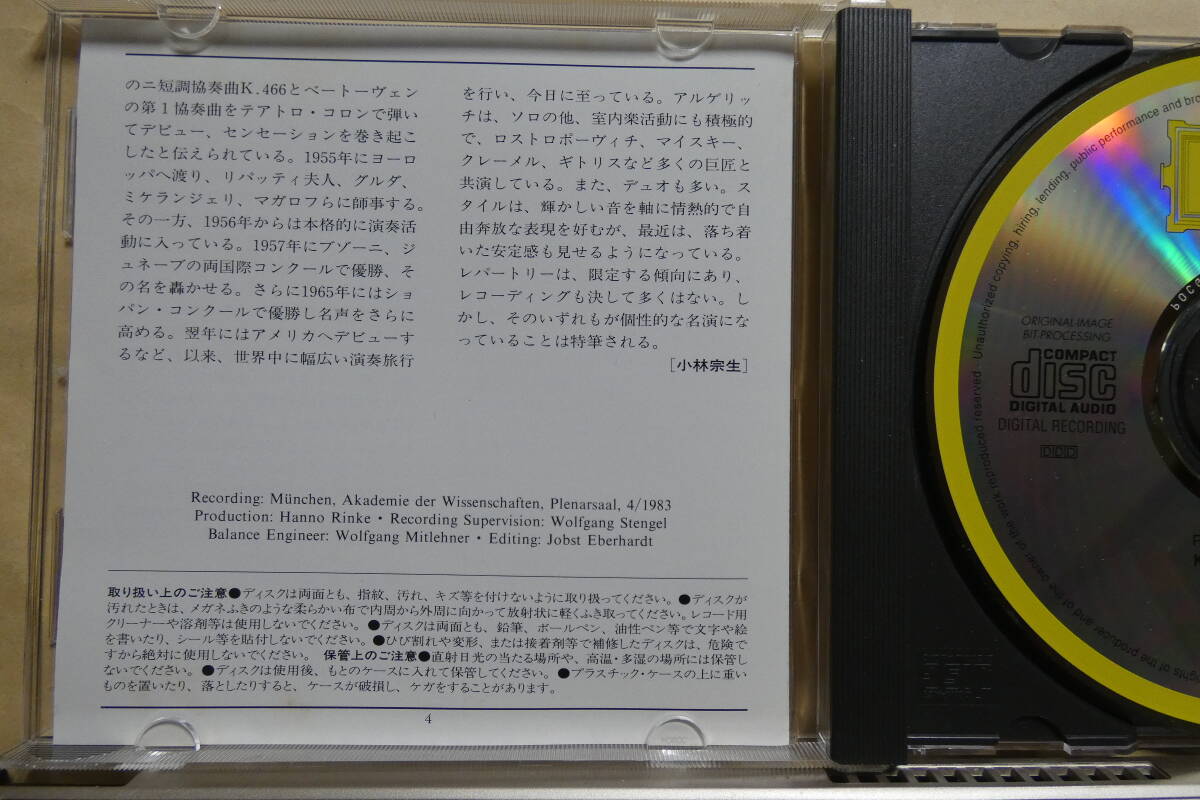 のニ短調協奏曲K.466とベートーヴェン
の第1協奏曲をテアトロ・コロンで弾い
てデビュー、センセーションを巻き起こ
したと伝えられている。1955年にヨーロ
ッパへ渡り、リパッティ夫人、グルダ、
ミケランジェリ、マガロフらに師事する。
その一方、1956年からは本格的に演奏活
動に入っている。1957年にブゾーニ、ジ
ュネーブの両国際コンクールで優勝、そ
の名を轟かせる。さらに1965年にはショ
パン・コンクールで優勝し名声をさらに
高める。翌年にはアメリカへデビューす
るなど、以来、世界中に幅広い演奏旅行
を行い、今日に至っている。アルゲリッ
チは、ソロの他、室内楽活動にも積極的
で、ロストロポーヴィチ、マイスキー、
クレーメル、ギトリスなど多くの巨匠と
共演している。また、デュオも多い。ス
タイルは、輝かしい音を軸に情熱的で自
由奔放な表現を好むが、最近は、落ち着
いた安定感も見せるようになっている。
レパートリーは、限定する傾向にあり、
レコーディングも決して多くはない。し
かし、そのいずれもが個性的な名演にな
っていることは特筆される。
[小林宗生]
Recording: München, Akademie der Wissenschaften, Plenarsaal, 4/1983
Production: Hanno Rinke • Recording Supervision: Wolfgang Stengel
Balance Engineer: Wolfgang Mitlehner • Editing: Jobst Eberhardt
取り扱い上のご注意●ディスクは両面とも、指紋、汚れ、キズ等を付けないように取り扱ってください。●ディスクが
汚れたときは、メガネふきのような柔らかい布で内周から外周に向かって放射状に軽くふき取ってください。レコード用
クリーナーや溶剤等は使用しないでください。●ディスクは両面とも、鉛筆、ボールペン、油性ペン等で文字や絵
を書いたり、シール等を貼付しないでください。●ひび割れや変形、または接着剤等で補修したディスクは、危険で
すから絶対に使用しないでください。 保管上のご注意●直射日光の当たる場所や、高温・多湿の場所には保管し
ないでください。●ディスクは使用後、もとのケースに入れて保管してください。●プラスチック・ケースの上に重い
ものを置いたり、落としたりすると、ケースが破損し、ケガをすることがあります。
4
ORIGINAL-IMAGE
BIT-PROCESSING
COMPACT
disc
DIGITAL AUDIO
DIGITAL RECORDING
DDD
of the producer and of the owner of the work reproduced reserved. Unauthorized copying, hiring, lending, public performance and